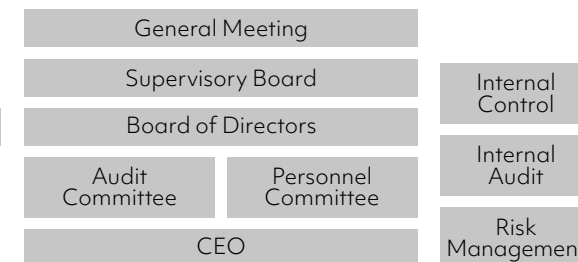 General Meeting
Supervisory Board
Board of Directors
Audit
Committee
Personnel
Committee
CEO
Internal
Control
Internal
Audit
Risk
Managemen